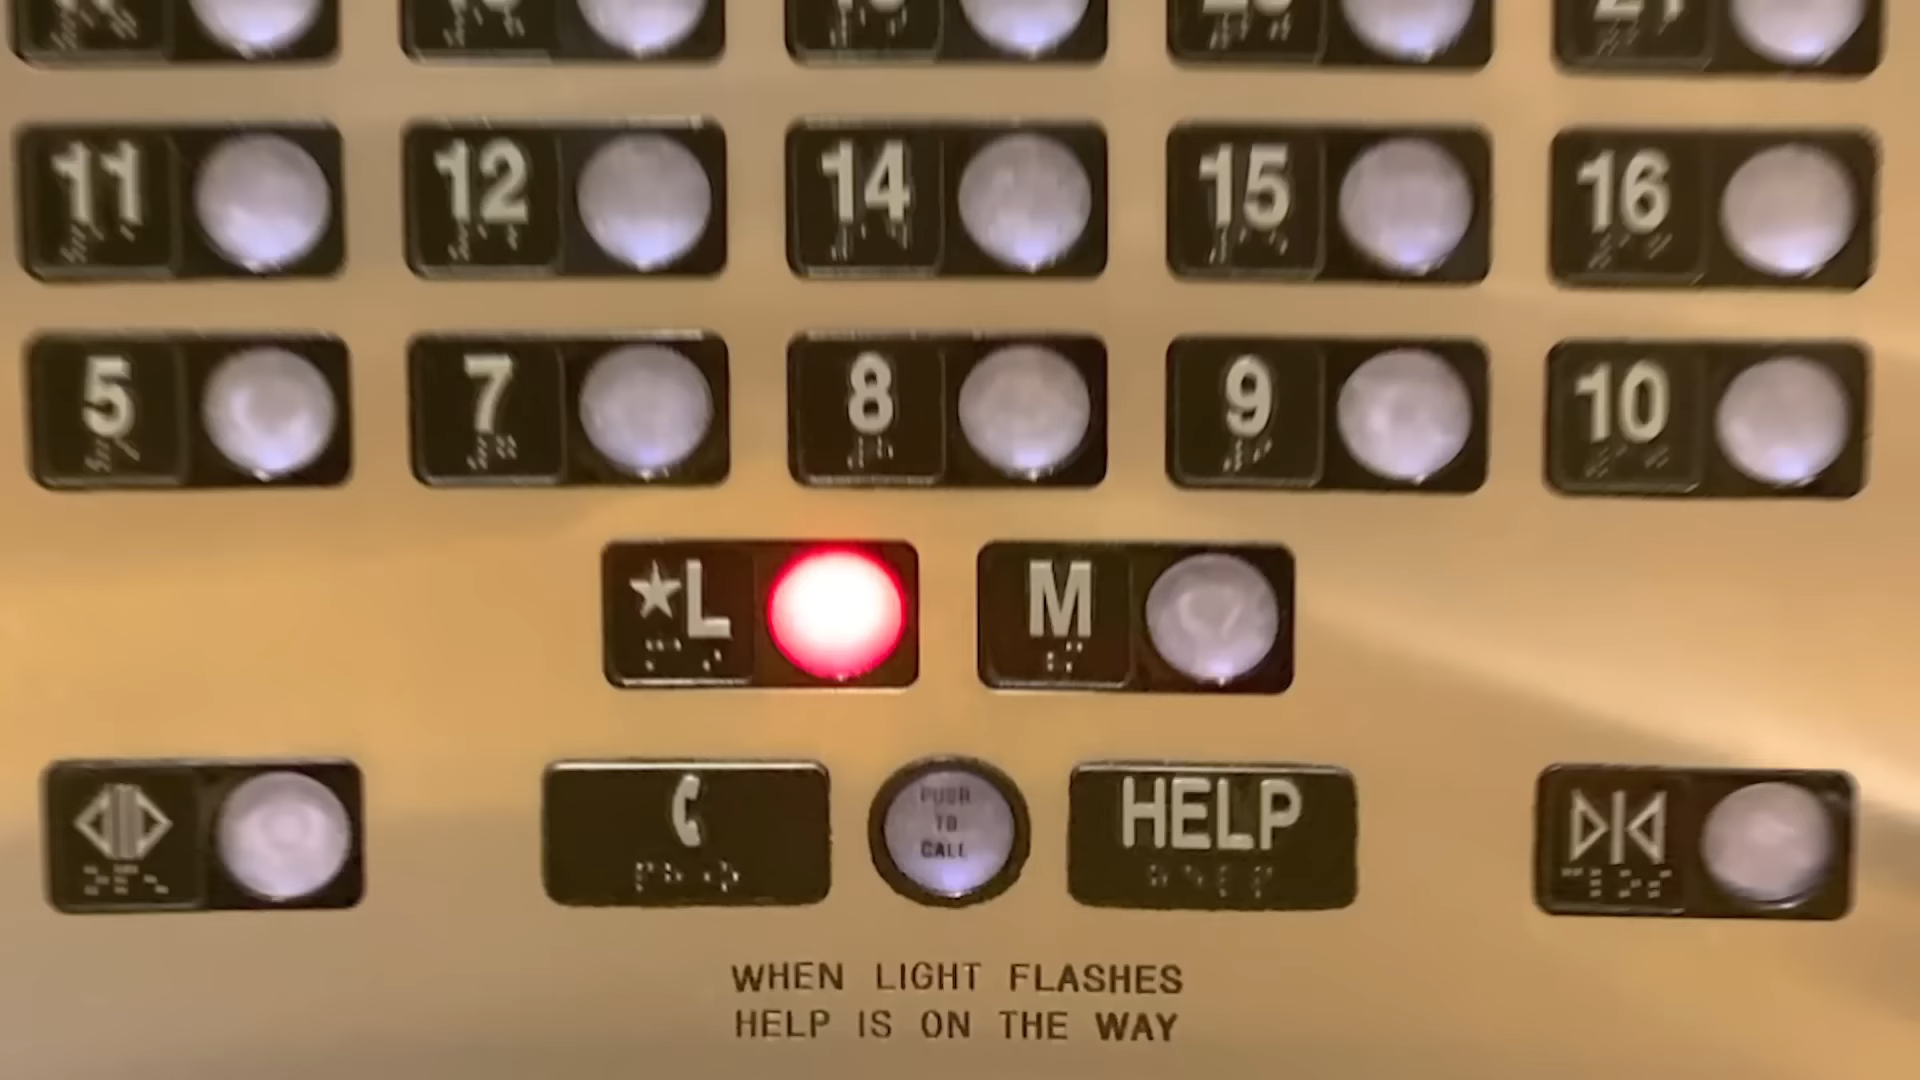 11 12 14 15 16
5 7 8 9 10
★L M
PUSH
TO
CALL
HELP
WHEN LIGHT FLASHES
HELP IS ON THE WAY